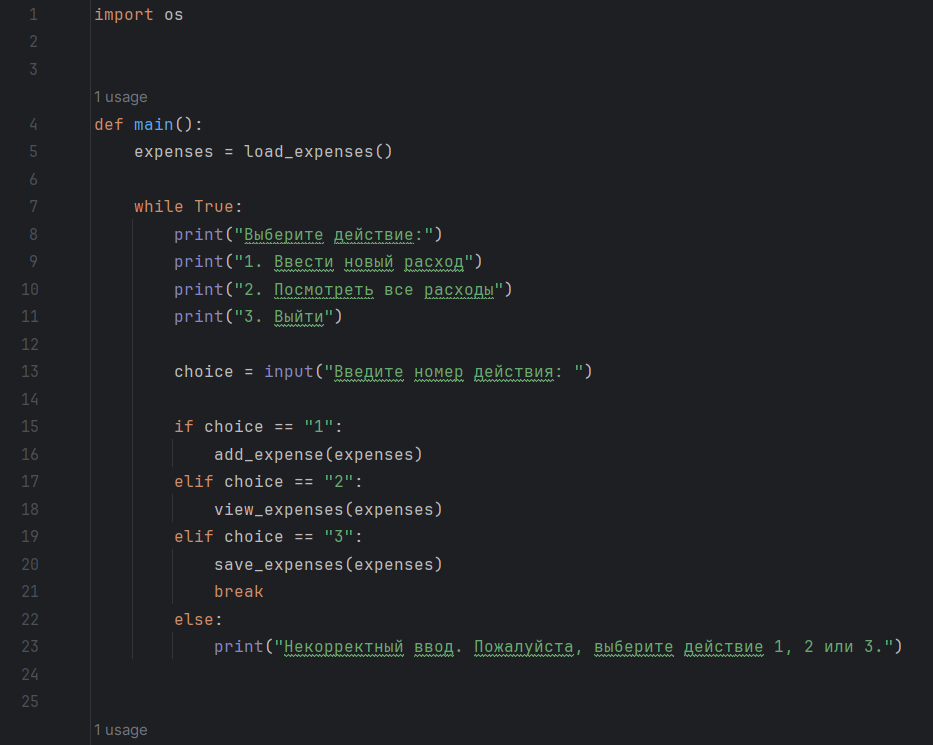 1 import os
2
3
1 usage
4 def main():
5     expenses = load_expenses()
6
7     while True:
8         print("Выберите действие:")
9         print("1. Ввести новый расход")
10         print("2. Посмотреть все расходы")
11         print("3. Выйти")
12
13         choice = input("Введите номер действия: ")
14
15         if choice == "1":
16             add_expense(expenses)
17         elif choice == "2":
18             view_expenses(expenses)
19         elif choice == "3":
20             save_expenses(expenses)
21             break
22         else:
23             print("Некорректный ввод. Пожалуйста, выберите действие 1, 2 или 3.")
24
25
1 usage